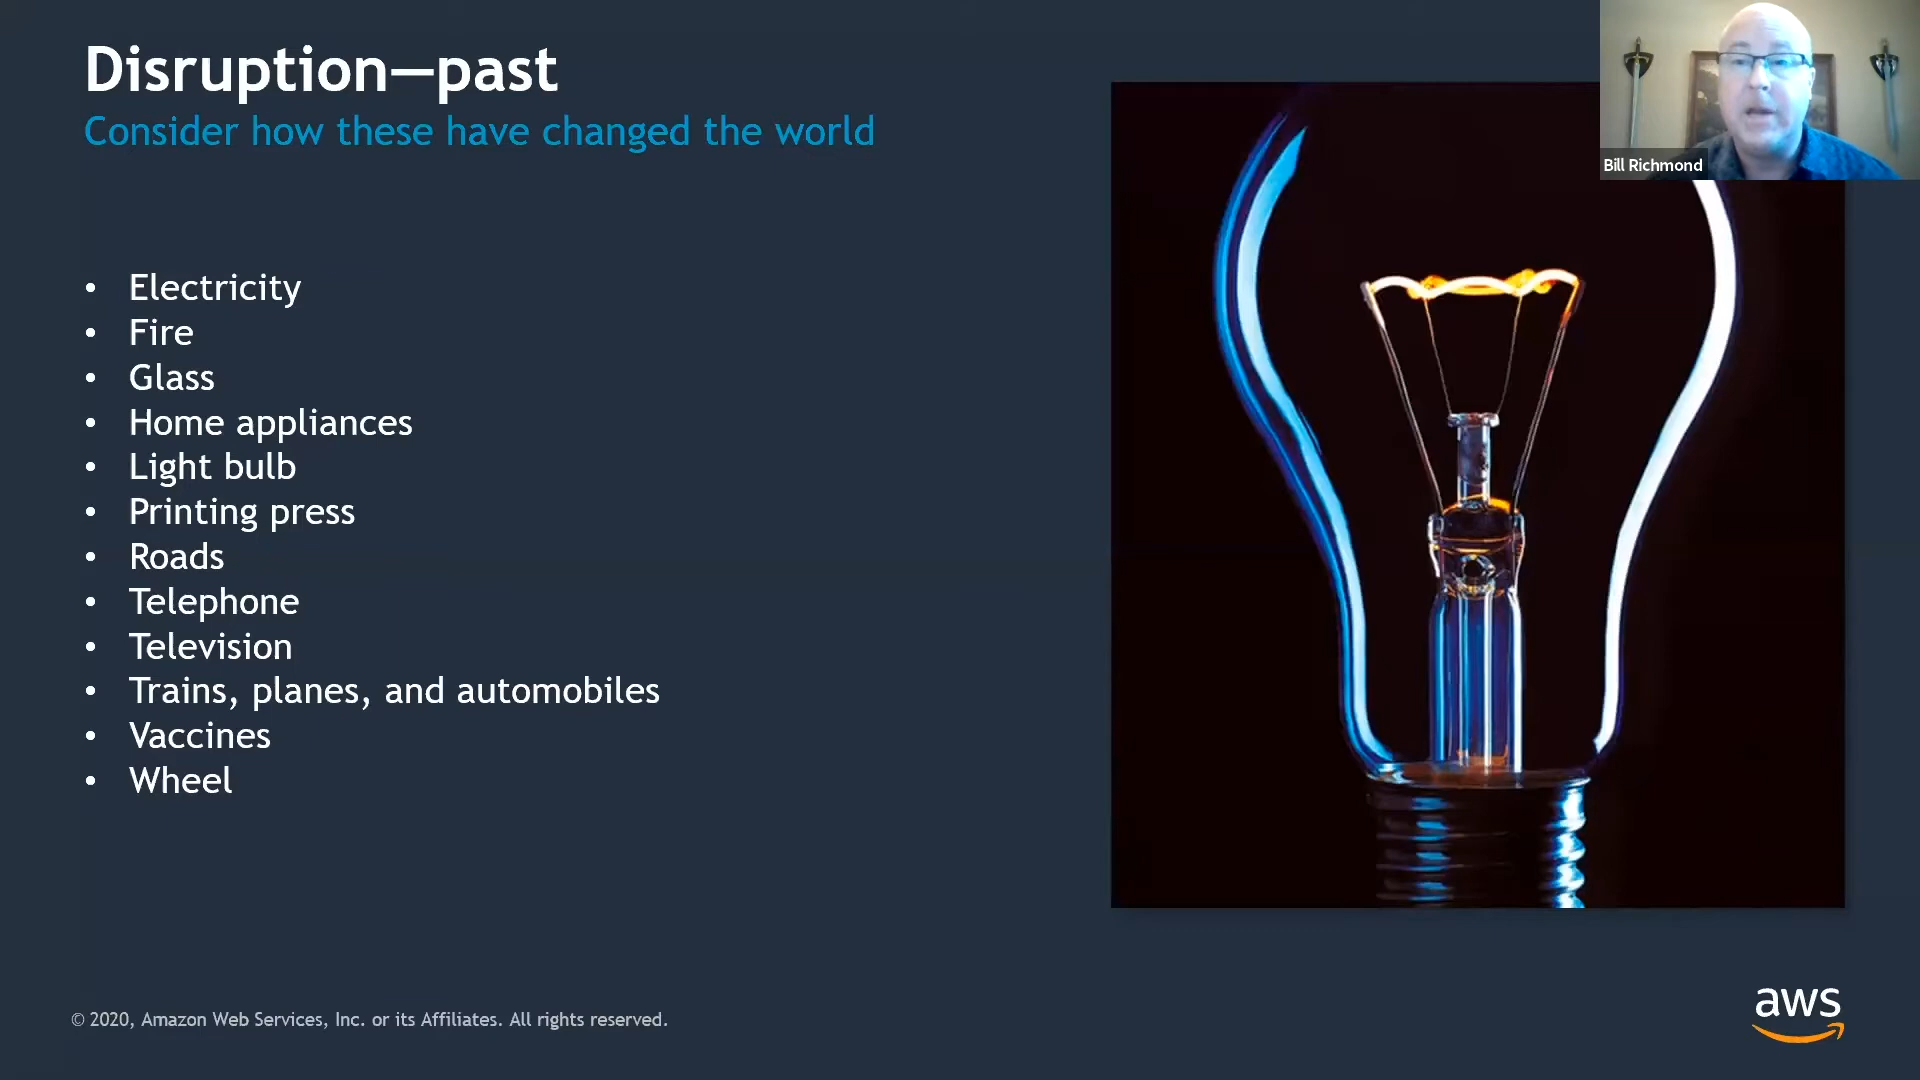 Disruption—past
Consider how these have changed the world
Bill Richmond
• Electricity
• Fire
• Glass
• Home appliances
• Light bulb
• Printing press
• Roads
• Telephone
• Television
• Trains, planes, and automobiles
• Vaccines
• Wheel
© 2020, Amazon Web Services, Inc. or its Affiliates. All rights reserved.
aws